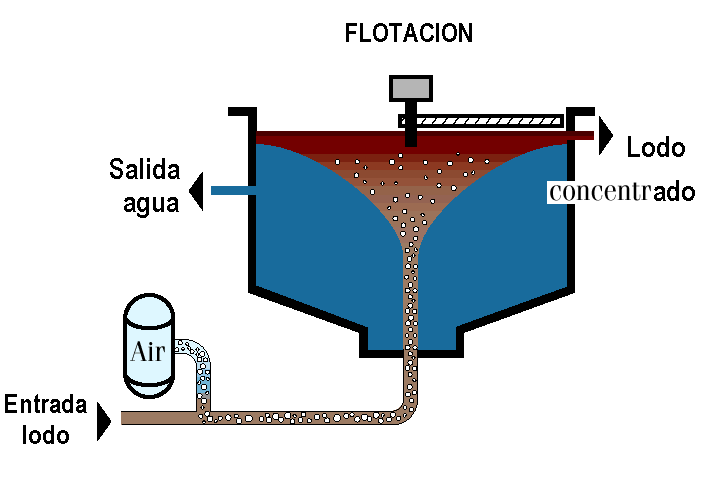 FLOTACION
Salida
agua
Lodo
concentrado
Air
Entrada
lodo